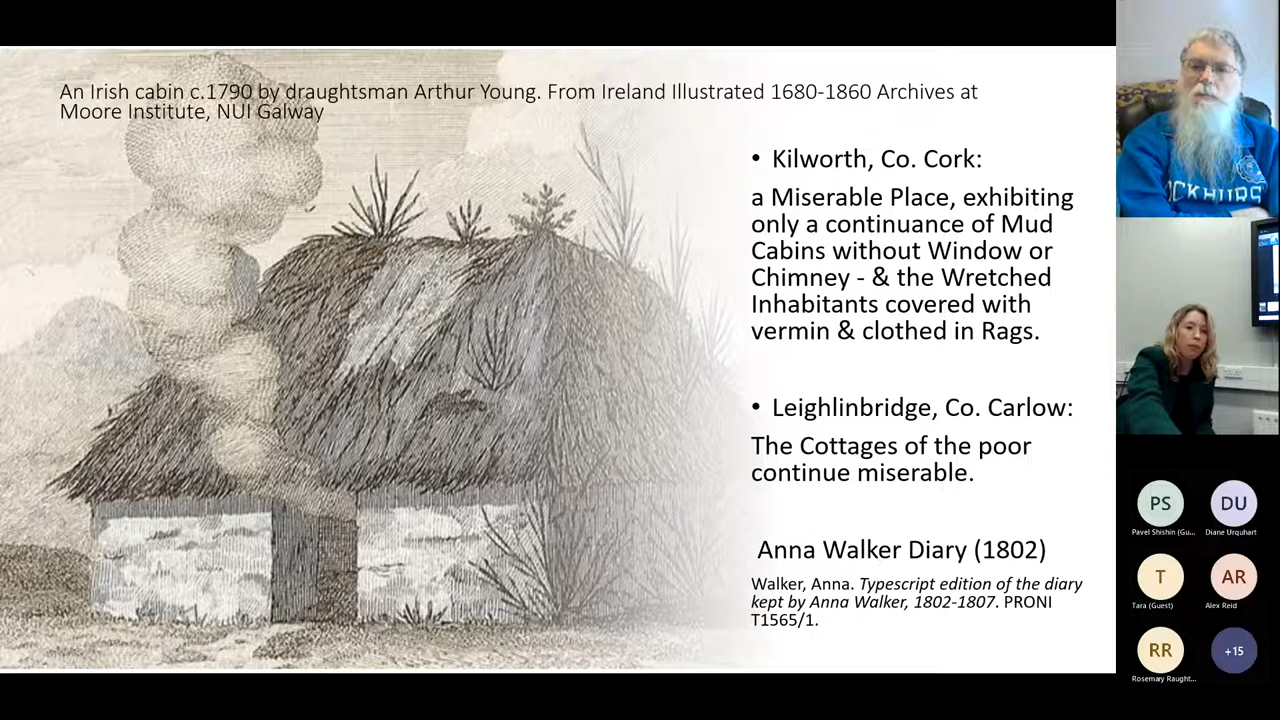 An Irish cabin c.1790 by draughtsman Arthur Young. From Ireland Illustrated 1680-1860 Archives at
Moore Institute, NUI Galway
• Kilworth, Co. Cork:
a Miserable Place, exhibiting
only a continuance of Mud
Cabins without Window or
Chimney - & the Wretched
Inhabitants covered with
vermin & clothed in Rags.
• Leighlinbridge, Co. Carlow:
The Cottages of the poor
continue miserable.
Anna Walker Diary (1802)
Walker, Anna. Typescript edition of the diary
kept by Anna Walker, 1802-1807. PRONI
T1565/1.
OCKHURS
PS
DU
Pavel Shishin (Gu...
Diane Urquhart
T
AR
Tara (Guest)
Alex Reid
RR
+15
Rosemary Raught...